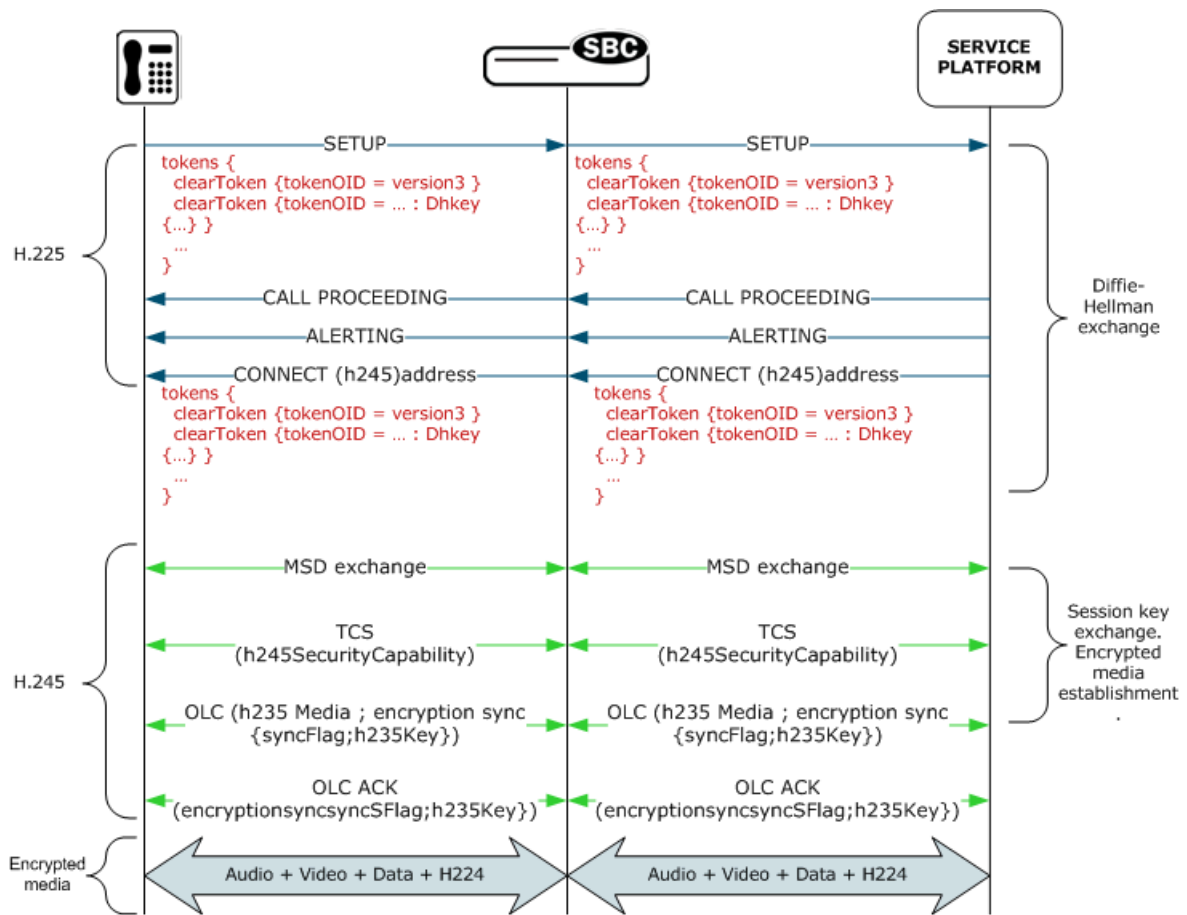 SBC
SERVICE
PLATFORM
SETUP
SETUP
tokens {
clearToken {tokenOID = version3 }
clearToken {tokenOID = ... : Dhkey
{...} }
...
}
tokens {
clearToken {tokenOID = version3 }
clearToken {tokenOID = ... : Dhkey
{...} }
...
}
H.225
CALL PROCEEDING
CALL PROCEEDING
Diffie-
Hellman
exchange
ALERTING
ALERTING
CONNECT (h245)address
CONNECT (h245)address
tokens {
clearToken {tokenOID = version3 }
clearToken {tokenOID = ... : Dhkey
{...} }
...
}
tokens {
clearToken {tokenOID = version3 }
clearToken {tokenOID = ... : Dhkey
{...} }
...
}
MSD exchange
MSD exchange
TCS
(h245SecurityCapability)
TCS
(h245SecurityCapability)
Session key
exchange.
Encrypted
media
establishment
.
H.245
OLC (h235 Media ; encryption sync
{syncFlag;h235Key})
OLC (h235 Media ; encryption sync
{syncFlag;h235Key})
OLC ACK
(encryptionsyncsyncSFlag;h235Key})
OLC ACK
(encryptionsyncsyncSFlag;h235Key})
Encrypted
media
Audio + Video + Data + H224
Audio + Video + Data + H224